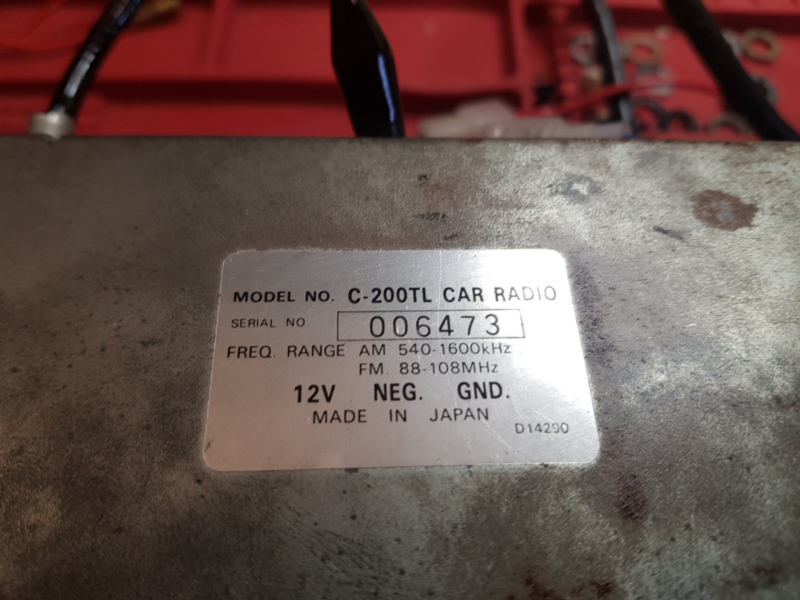 MODEL NO. C-200TL CAR RADIO
SERIAL NO 006473
FREQ. RANGE AM 540-1600kHz
FM. 88-108MHz
12V NEG. GND.
MADE IN JAPAN
D14290